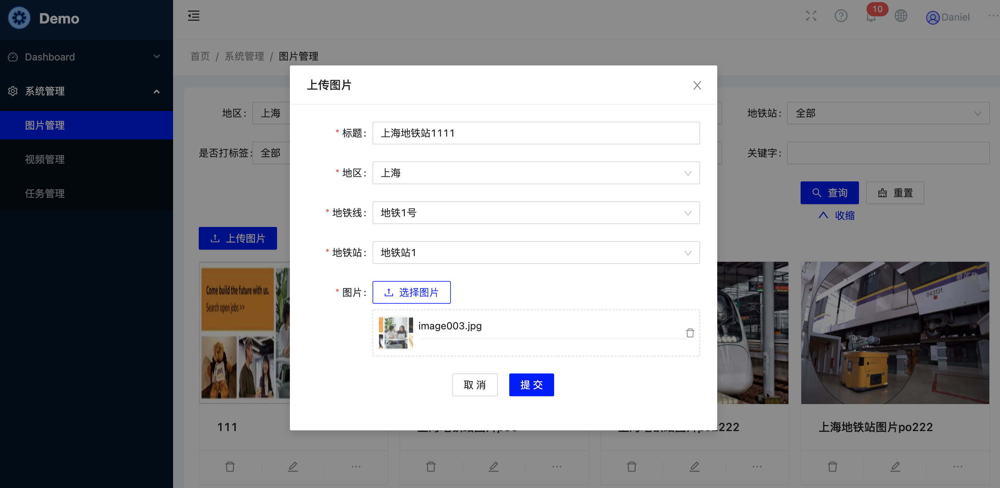 Demo
10
Daniel
Dashboard
系统管理
图片管理
视频管理
任务管理
首页 / 系统管理 / 图片管理
地区: 上海
地铁站: 全部
是否打标签: 全部
关键字:
查询
重置
收缩
上传图片
上传图片
* 标题: 上海地铁站1111
* 地区: 上海
* 地铁线: 地铁1号
* 地铁站: 地铁站1
* 图片: 选择图片
image003.jpg
取 消
提 交
Come build the future with us.
Search open jobs >>
aws
2
新华社
043131
111
上海地铁站图片po222